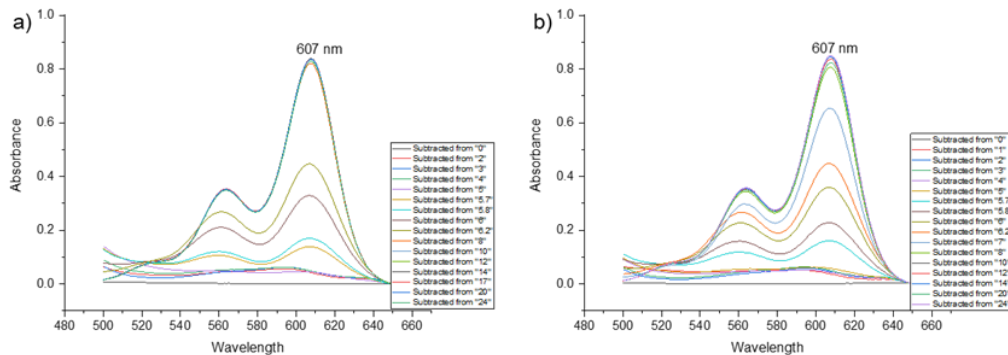 a)
607 nm
1.0
0.8
0.6
0.4
0.2
0.0
Absorbance
480 500 520 540 560 580 600 620 640 660
Wavelength
Subtracted from "0"
Subtracted from "2"
Subtracted from "3"
Subtracted from "4"
Subtracted from "5"
Subtracted from "5.7"
Subtracted from "5.8"
Subtracted from "6"
Subtracted from "6.2"
Subtracted from "8"
Subtracted from "10"
Subtracted from "12"
Subtracted from "14"
Subtracted from "17"
Subtracted from "20"
Subtracted from "24"
b)
607 nm
1.0
0.8
0.6
0.4
0.2
0.0
Absorbance
480 500 520 540 560 580 600 620 640 660
Wavelength
Subtracted from "0"
Subtracted from "1"
Subtracted from "2"
Subtracted from "4"
Subtracted from "5"
Subtracted from "5.7
Subtracted from "5.8
Subtracted from "6"
Subtracted from "6.2
Subtracted from "7"
Subtracted from "8"
Subtracted from "10
Subtracted from "12
Subtracted from "14
Subtracted from "20
Subtracted from "24